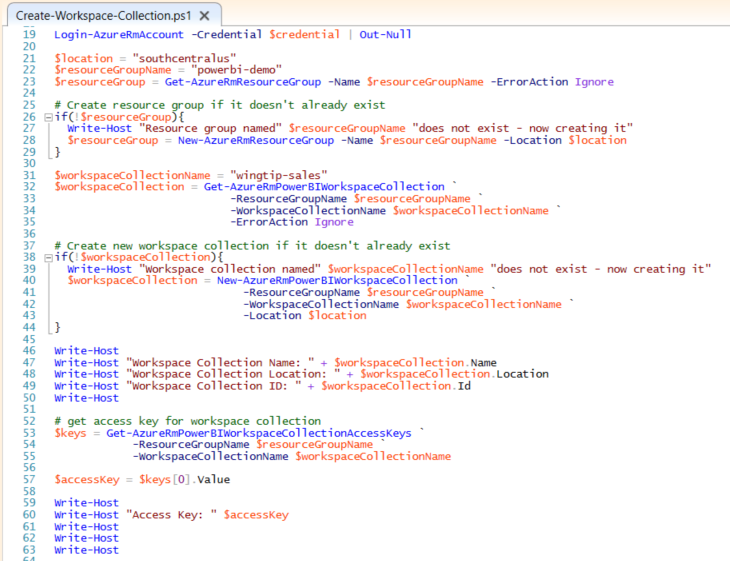 Create-Workspace-Collection.ps1
19 Login-AzureRmAccount -Credential $credential | Out-Null
20
21 $location = "southcentralus"
22 $resourceGroupName = "powerbi-demo"
23 $resourceGroup = Get-AzureRmResourceGroup -Name $resourceGroupName -ErrorAction Ignore
24
25 # Create resource group if it doesn't already exist
26 if(!$resourceGroup){
27   Write-Host "Resource group named" $resourceGroupName "does not exist - now creating it"
28   $resourceGroup = New-AzureRmResourceGroup -Name $resourceGroupName -Location $location
29 }
30
31 $workspaceCollectionName = "wingtip-sales"
32 $workspaceCollection = Get-AzureRmPowerBIWorkspaceCollection `
33                            -ResourceGroupName $resourceGroupName `
34                            -WorkspaceCollectionName $workspaceCollectionName `
35                            -ErrorAction Ignore
36
37 # Create new workspace collection if it doesn't already exist
38 if(!$workspaceCollection){
39   Write-Host "Workspace collection named" $workspaceCollectionName "does not exist - now creating it"
40   $workspaceCollection = New-AzureRmPowerBIWorkspaceCollection `
41                              -ResourceGroupName $resourceGroupName `
42                              -WorkspaceCollectionName $workspaceCollectionName `
43                              -Location $location
44 }
45
46 Write-Host
47 Write-Host "Workspace Collection Name: " + $workspaceCollection.Name
48 Write-Host "Workspace Collection Location: " + $workspaceCollection.Location
49 Write-Host "Workspace Collection ID: " + $workspaceCollection.Id
50 Write-Host
51
52 # get access key for workspace collection
53 $keys = Get-AzureRmPowerBIWorkspaceCollectionAccessKeys `
54             -ResourceGroupName $resourceGroupName `
55             -WorkspaceCollectionName $workspaceCollectionName
56
57 $accessKey = $keys[0].Value
58
59 Write-Host
60 Write-Host "Access Key: " $accessKey
61 Write-Host
62 Write-Host
63 Write-Host